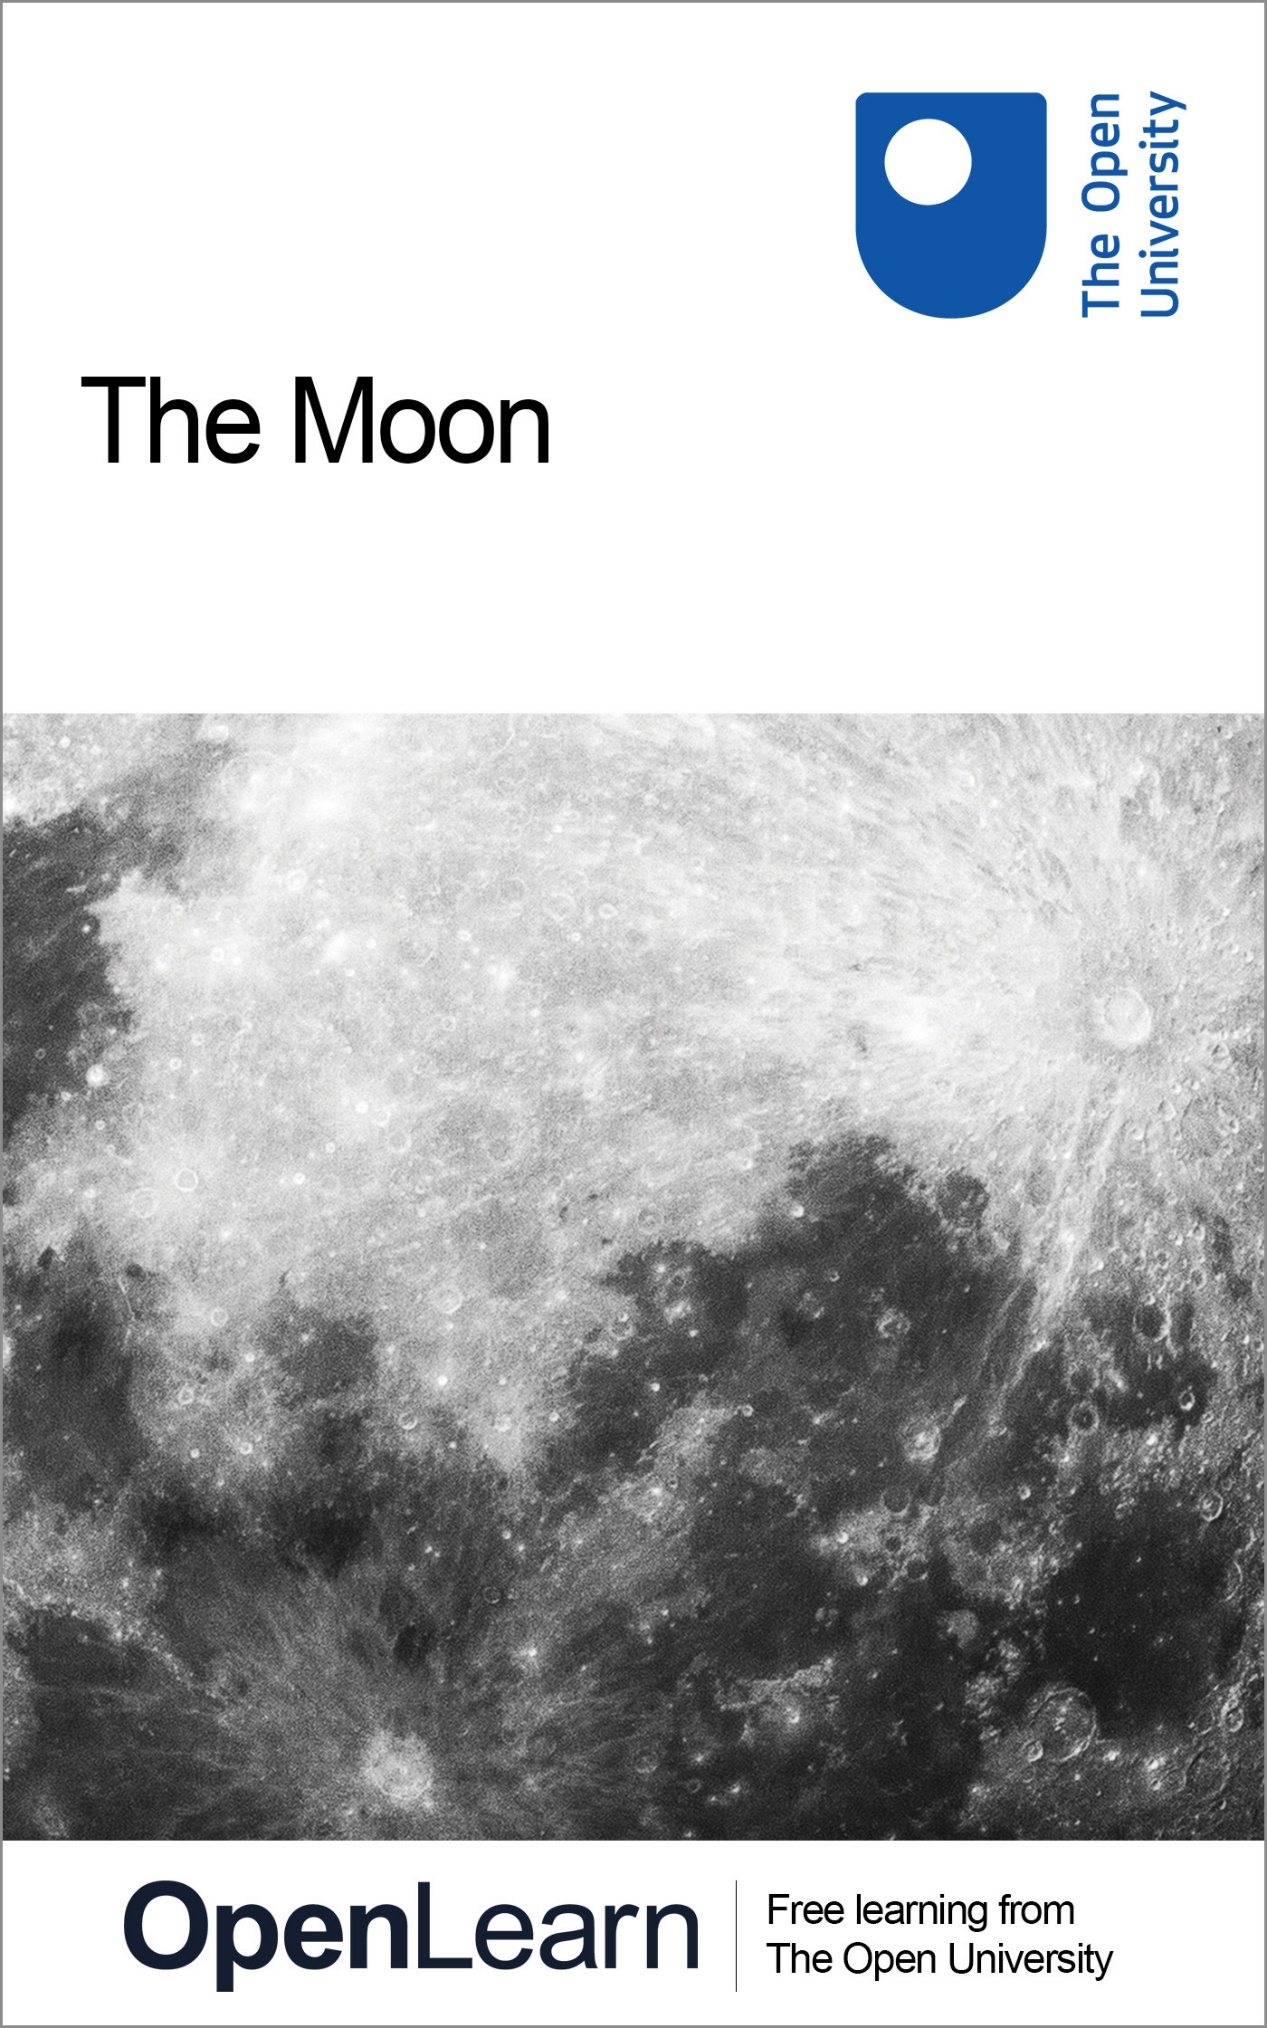 The Open
University
The Moon
OpenLearn
Free learning from
The Open University